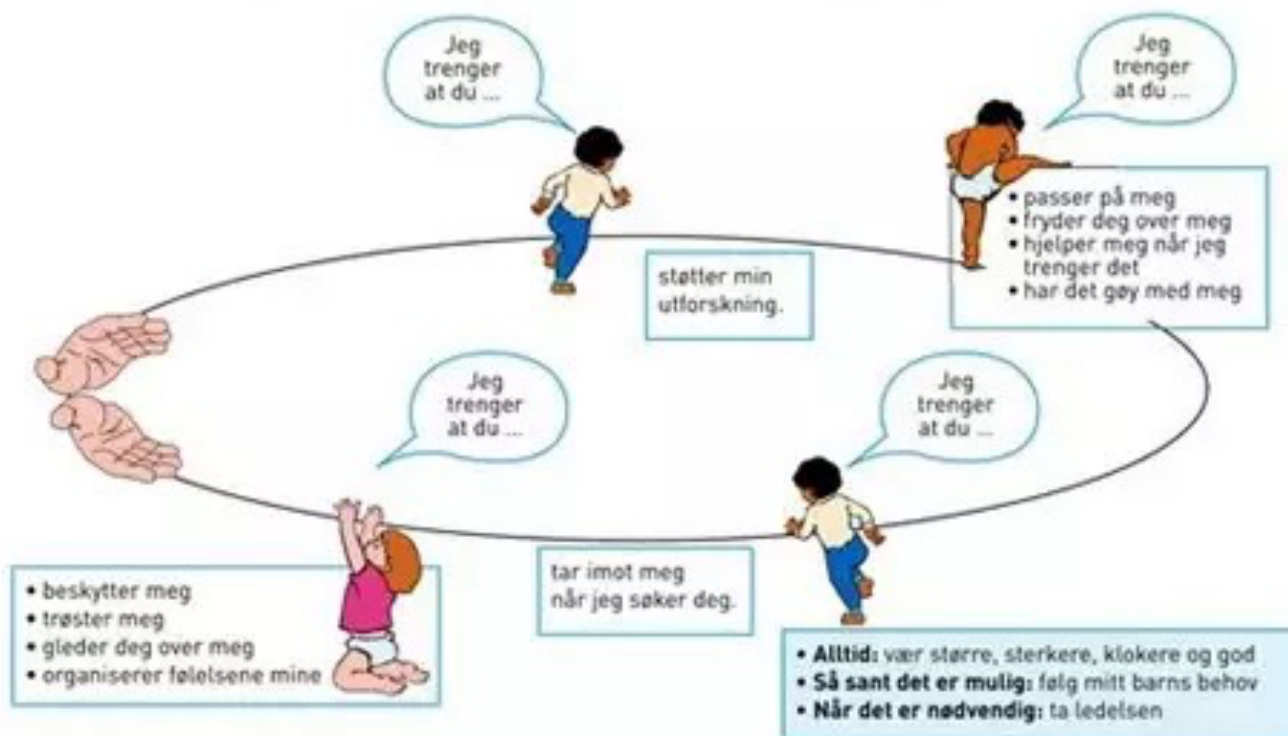 Jeg
trenger
at du ...
Jeg
trenger
at du ...
støtter min
utforskning.
• passer på meg
• fryder deg over meg
• hjelper meg når jeg
trenger det
• har det gøy med meg
Jeg
trenger
at du ...
Jeg
trenger
at du ...
• beskytter meg
• trøster meg
• gleder deg over meg
• organiserer følelsene mine
tar imot meg
når jeg søker deg.
• Alltid: vær større, sterkere, klokere og god
• Så sant det er mulig: følg mitt barns behov
• Når det er nødvendig: ta ledelsen